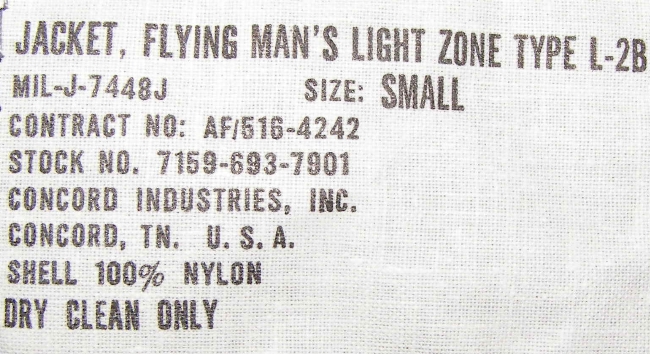 JACKET, FLYING MAN'S LIGHT ZONE TYPE L-2B
MIL-J-7448J SIZE: SMALL
CONTRACT NO: AF/516-4242
STOCK NO. 7159-693-7901
CONCORD INDUSTRIES, INC.
CONCORD, TN. U.S.A.
SHELL 100% NYLON
DRY CLEAN ONLY